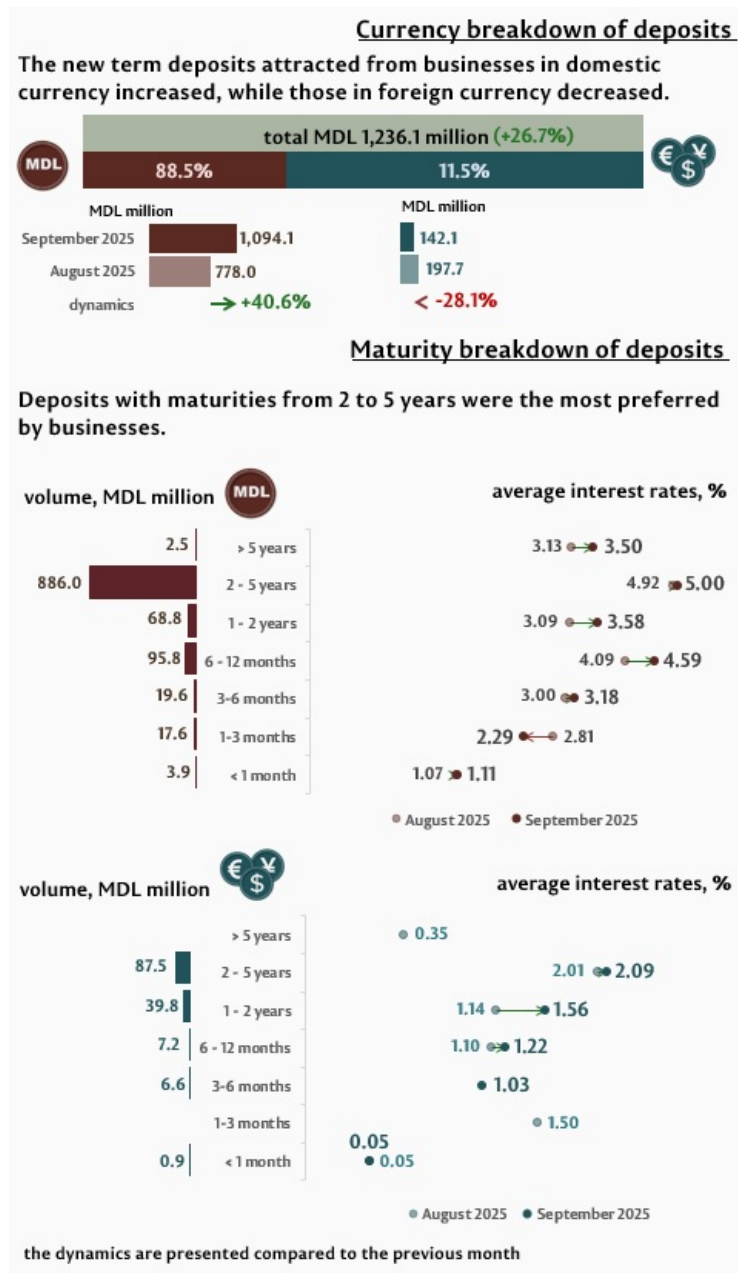 Currency breakdown of deposits
The new term deposits attracted from businesses in domestic
currency increased, while those in foreign currency decreased.
total MDL 1,236.1 million (+26.7%)
MDL
88.5%
11.5%
€ ¥ $
MDL million
MDL million
September 2025 1,094.1 142.1
August 2025 778.0 197.7
dynamics +40.6% -28.1%
Maturity breakdown of deposits
Deposits with maturities from 2 to 5 years were the most preferred
by businesses.
volume, MDL million MDL average interest rates, %
2.5 > 5 years 3.13 3.50
886.0 2 - 5 years 4.92 5.00
68.8 1 - 2 years 3.09 3.58
95.8 6 - 12 months 4.09 4.59
19.6 3-6 months 3.00 3.18
17.6 1-3 months 2.29 2.81
3.9 < 1 month 1.07 1.11
August 2025 September 2025
€ ¥ $
volume, MDL million average interest rates, %
> 5 years 0.35
87.5 2 - 5 years 2.01 2.09
39.8 1 - 2 years 1.14 1.56
7.2 6 - 12 months 1.10 1.22
6.6 3-6 months 1.03
1-3 months 1.50
0.05
0.9 < 1 month 0.05
August 2025 September 2025
the dynamics are presented compared to the previous month